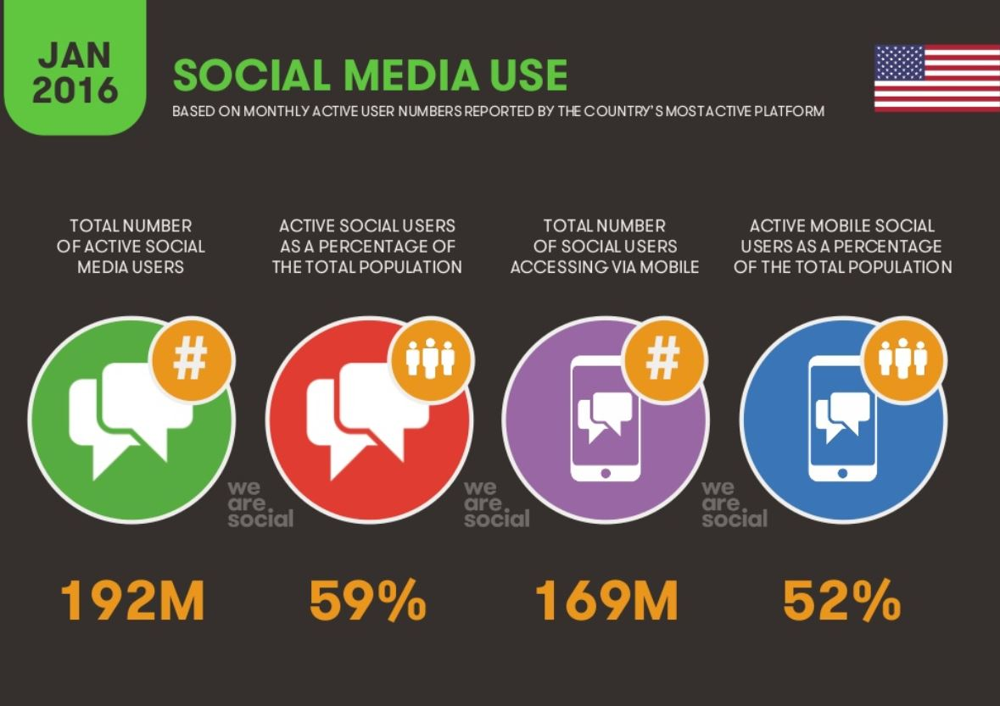 JAN
2016
SOCIAL MEDIA USE
BASED ON MONTHLY ACTIVE USER NUMBERS REPORTED BY THE COUNTRY'S MOST ACTIVE PLATFORM
TOTAL NUMBER
OF ACTIVE SOCIAL
MEDIA USERS
ACTIVE SOCIAL USERS
AS A PERCENTAGE OF
THE TOTAL POPULATION
TOTAL NUMBER
OF SOCIAL USERS
ACCESSING VIA MOBILE
ACTIVE MOBILE SOCIAL
USERS AS A PERCENTAGE
OF THE TOTAL POPULATION
#
#
we
are
social
we
are
social
we
are
social
192M
59%
169M
52%